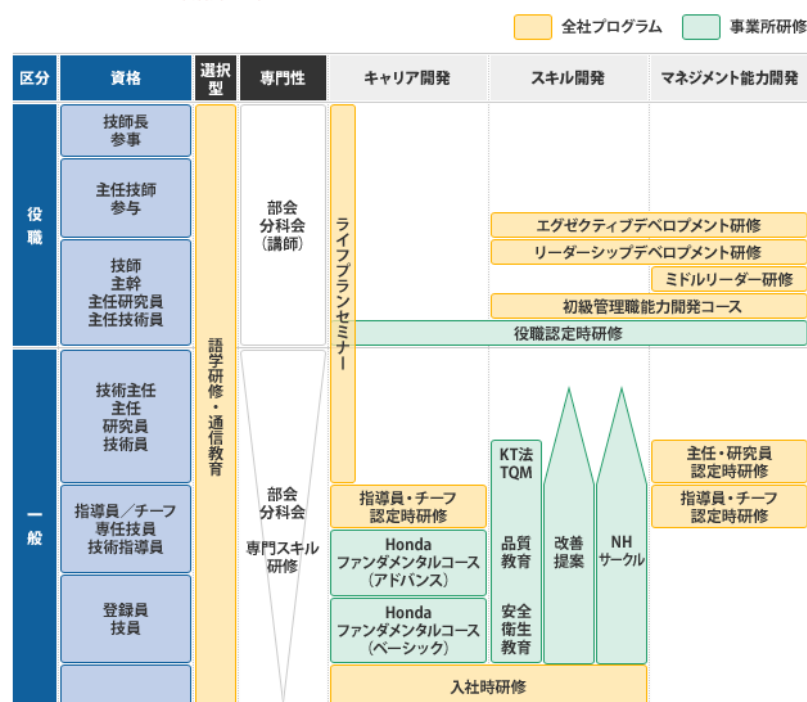 全社プログラム
事業所研修
区分
資格
選択
型
専門性
キャリア開発
スキル開発
マネジメント能力開発
役
職
技師長
参事
主任技師
参与
技師
主幹
主任研究員
主任技術員
語学研修・通信教育
部会
分科会
(講師)
ライフプランセミナー
エグゼクティブデベロプメント研修
リーダーシップデベロプメント研修
ミドルリーダー研修
初級管理職能力開発コース
役職認定時研修
一
般
技術主任
主任
研究員
技術員
指導員／チーフ
専任技員
技術指導員
登録員
技員
部会
分科会
専門スキル
研修
指導員・チーフ
認定時研修
Honda
ファンダメンタルコース
(アドバンス)
Honda
ファンダメンタルコース
(ベーシック)
KT法
TQM
品質
教育
安全
衛生
教育
改善
提案
NH
サークル
主任・研究員
認定時研修
指導員・チーフ
認定時研修
入社時研修